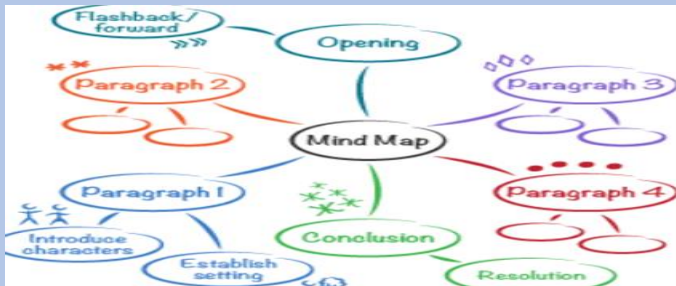 Flashback/
forward
Opening
Paragraph 2
Paragraph 3
Mind Map
Paragraph 1
Paragraph 4
Introduce
characters
Establish
setting
Conclusion
Resolution